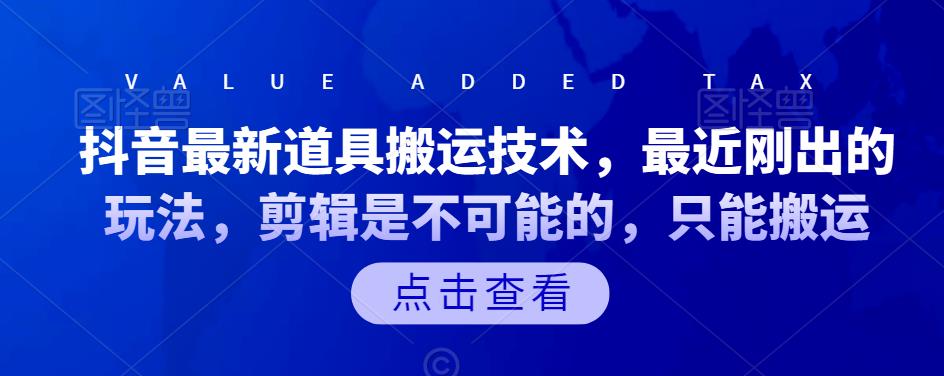 VALUE ADDED TAX
图怪兽 图怪兽
抖音最新道具搬运技术，最近刚出的
玩法，剪辑是不可能的，只能搬运
点击查看
©